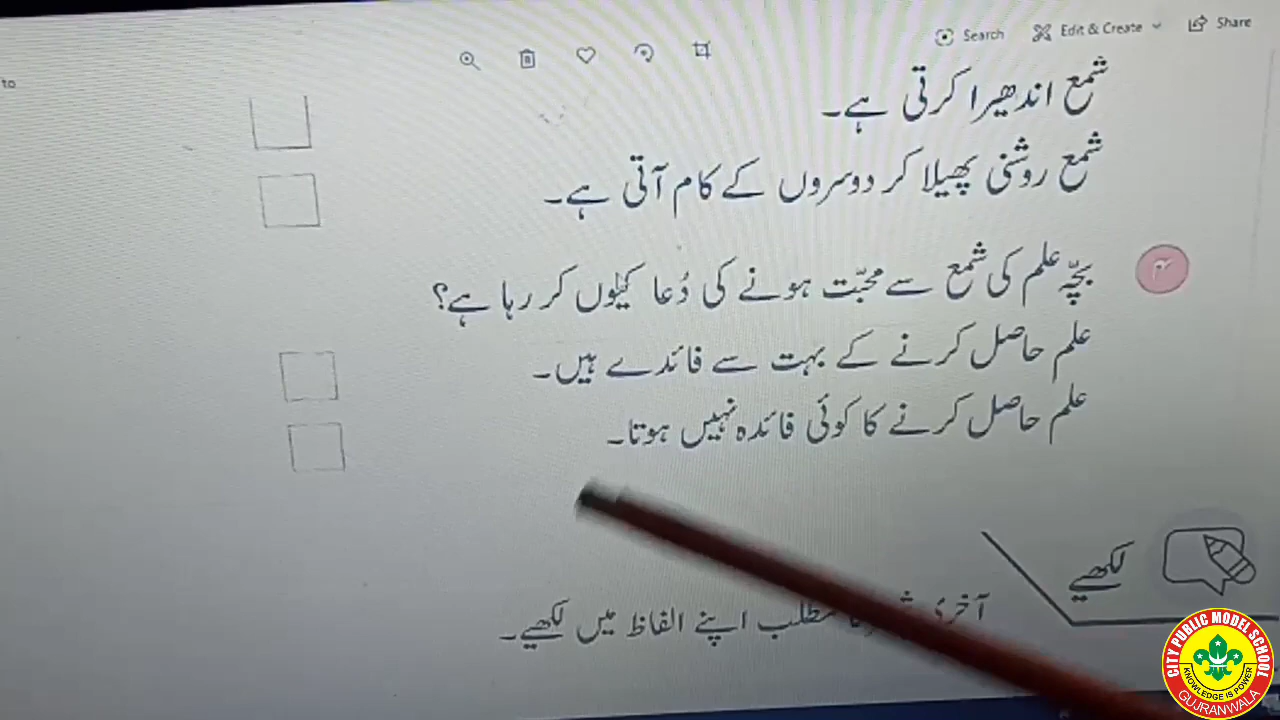 to
Search
Edit & Create
Share
شمع اندھیرا کرتی ہے۔
شمع روشنی پھیلا کر دوسروں کے کام آتی ہے۔
۴
بچّہ علم کی شمع سے محبّت ہونے کی دُعا کیوں کر رہا ہے؟
علم حاصل کرنے کے بہت سے فائدے ہیں۔
علم حاصل کرنے کا کوئی فائدہ نہیں ہوتا۔
لکھیے
آخری مطلب اپنے الفاظ میں لکھیے۔
CITY PUBLIC MODEL SCHOOL
KNOWLEDGE IS POWER
GUJRANWALA